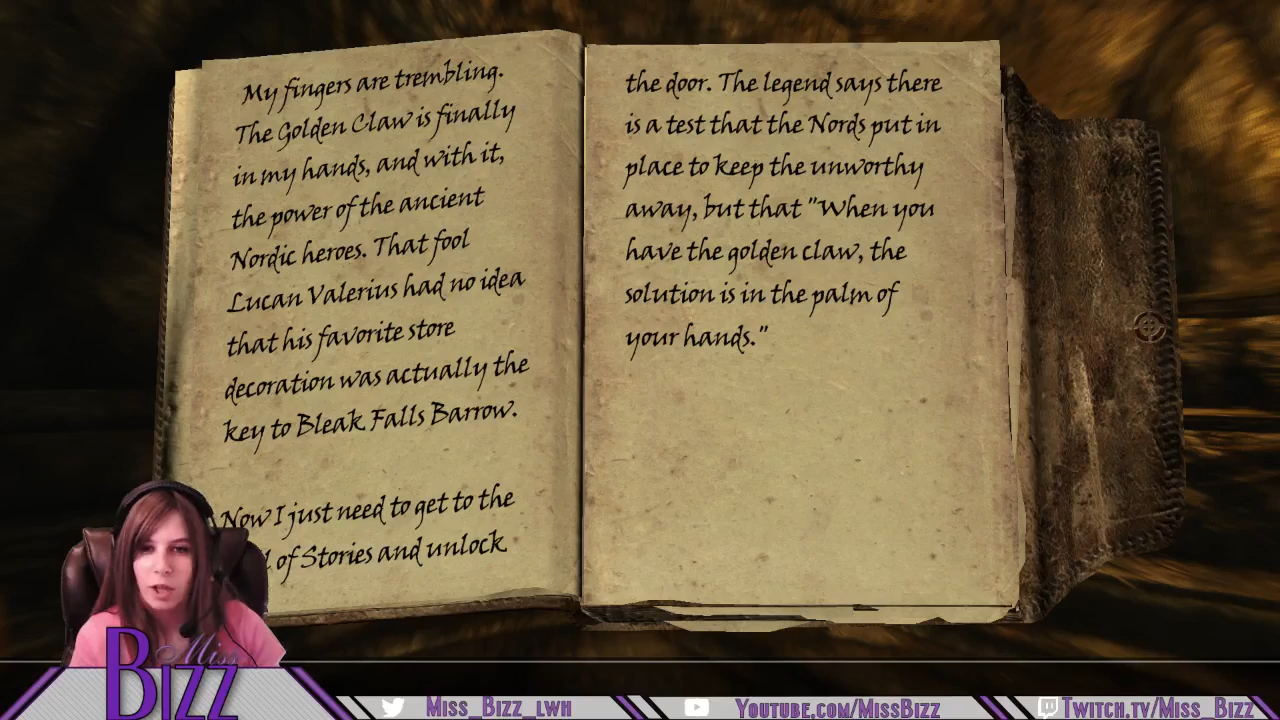 My fingers are trembling.
The Golden Claw is finally
in my hands, and with it,
the power of the ancient
Nordic heroes. That fool
Lucan Valerius had no idea
that his favorite store
decoration was actually the
key to Bleak Falls Barrow.
Now I just need to get to the
of Stories and unlock
the door. The legend says there
is a test that the Nords put in
place to keep the unworthy
away, but that "When you
have the golden claw, the
solution is in the palm of
your hands."
Miss
Bizz
Miss_Bizz_lwh
Youtube.com/MissBizz
Twitch.tv/Miss_Bizz